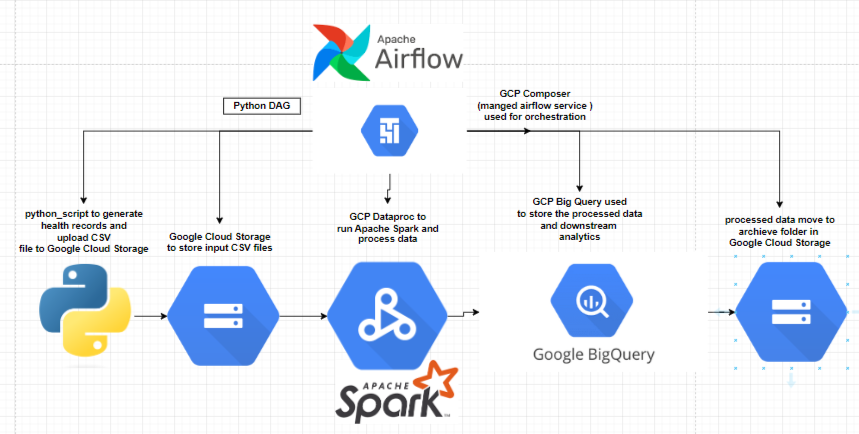 Apache
Airflow
Python DAG
GCP Composer
(manged airflow service )
used for orchestration
python_script to generate
health records and
upload CSV
file to Google Cloud Storage
Google Cloud Storage
to store input CSV files
GCP Dataproc to
run Apache Spark and
process data
GCP Big Query used
to store the processed data
and downstream
analytics
processed data move to
archieve folder in
Google Cloud Storage
Google BigQuery
APACHE
Spark™